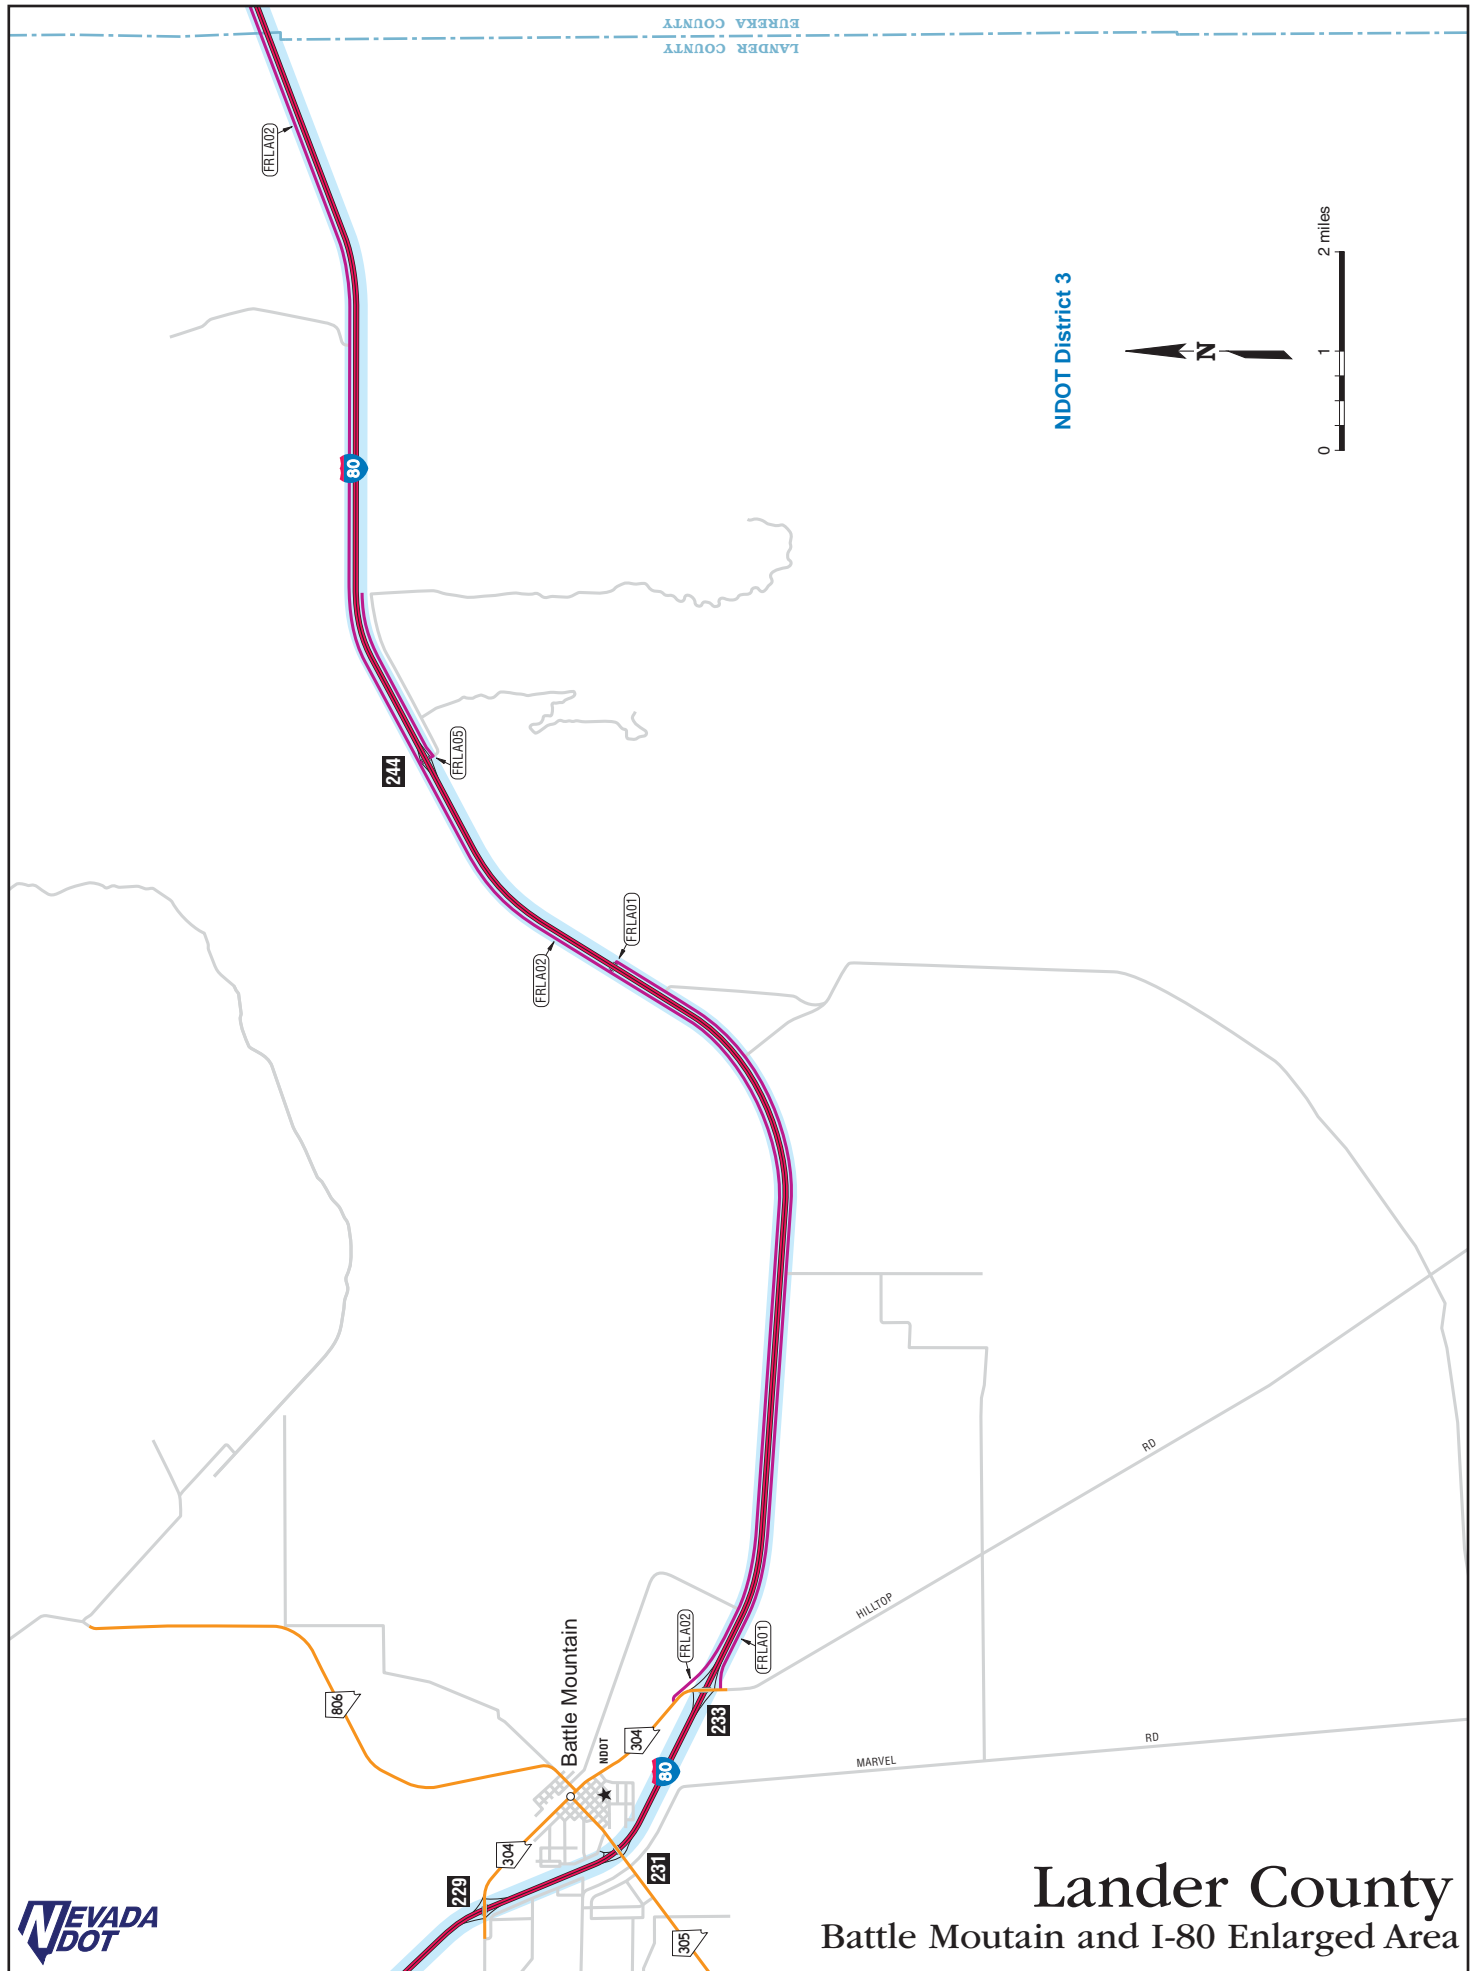 EUREKA COUNTY
LANDER COUNTY
FRLA02
2 miles
1
0
NDOT District 3
N
80
244
FRLA05
FRLA01
FRLA02
RD
HILLTOP
FRLA02
FRLA01
806
Battle Mountain
NDOT
304
233
80
MARVEL
RD
304
229
231
305
NEVADA
DOT
Lander County
Battle Moutain and I-80 Enlarged Area